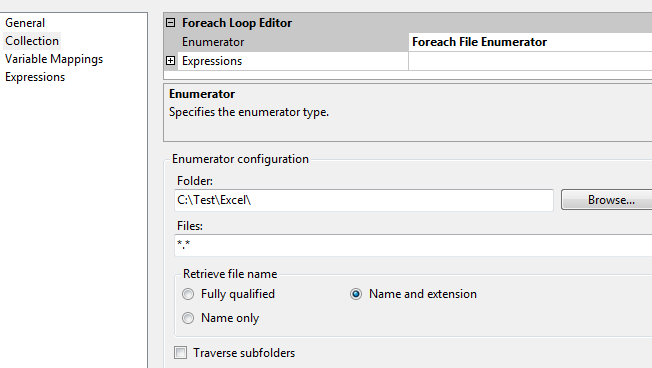 General
Collection
Variable Mappings
Expressions
Foreach Loop Editor
Enumerator Foreach File Enumerator
Expressions
Enumerator
Specifies the enumerator type.
Enumerator configuration
Folder:
C:\Test\Excel\ Browse...
Files:
*.*
Retrieve file name
Fully qualified Name and extension
Name only
Traverse subfolders